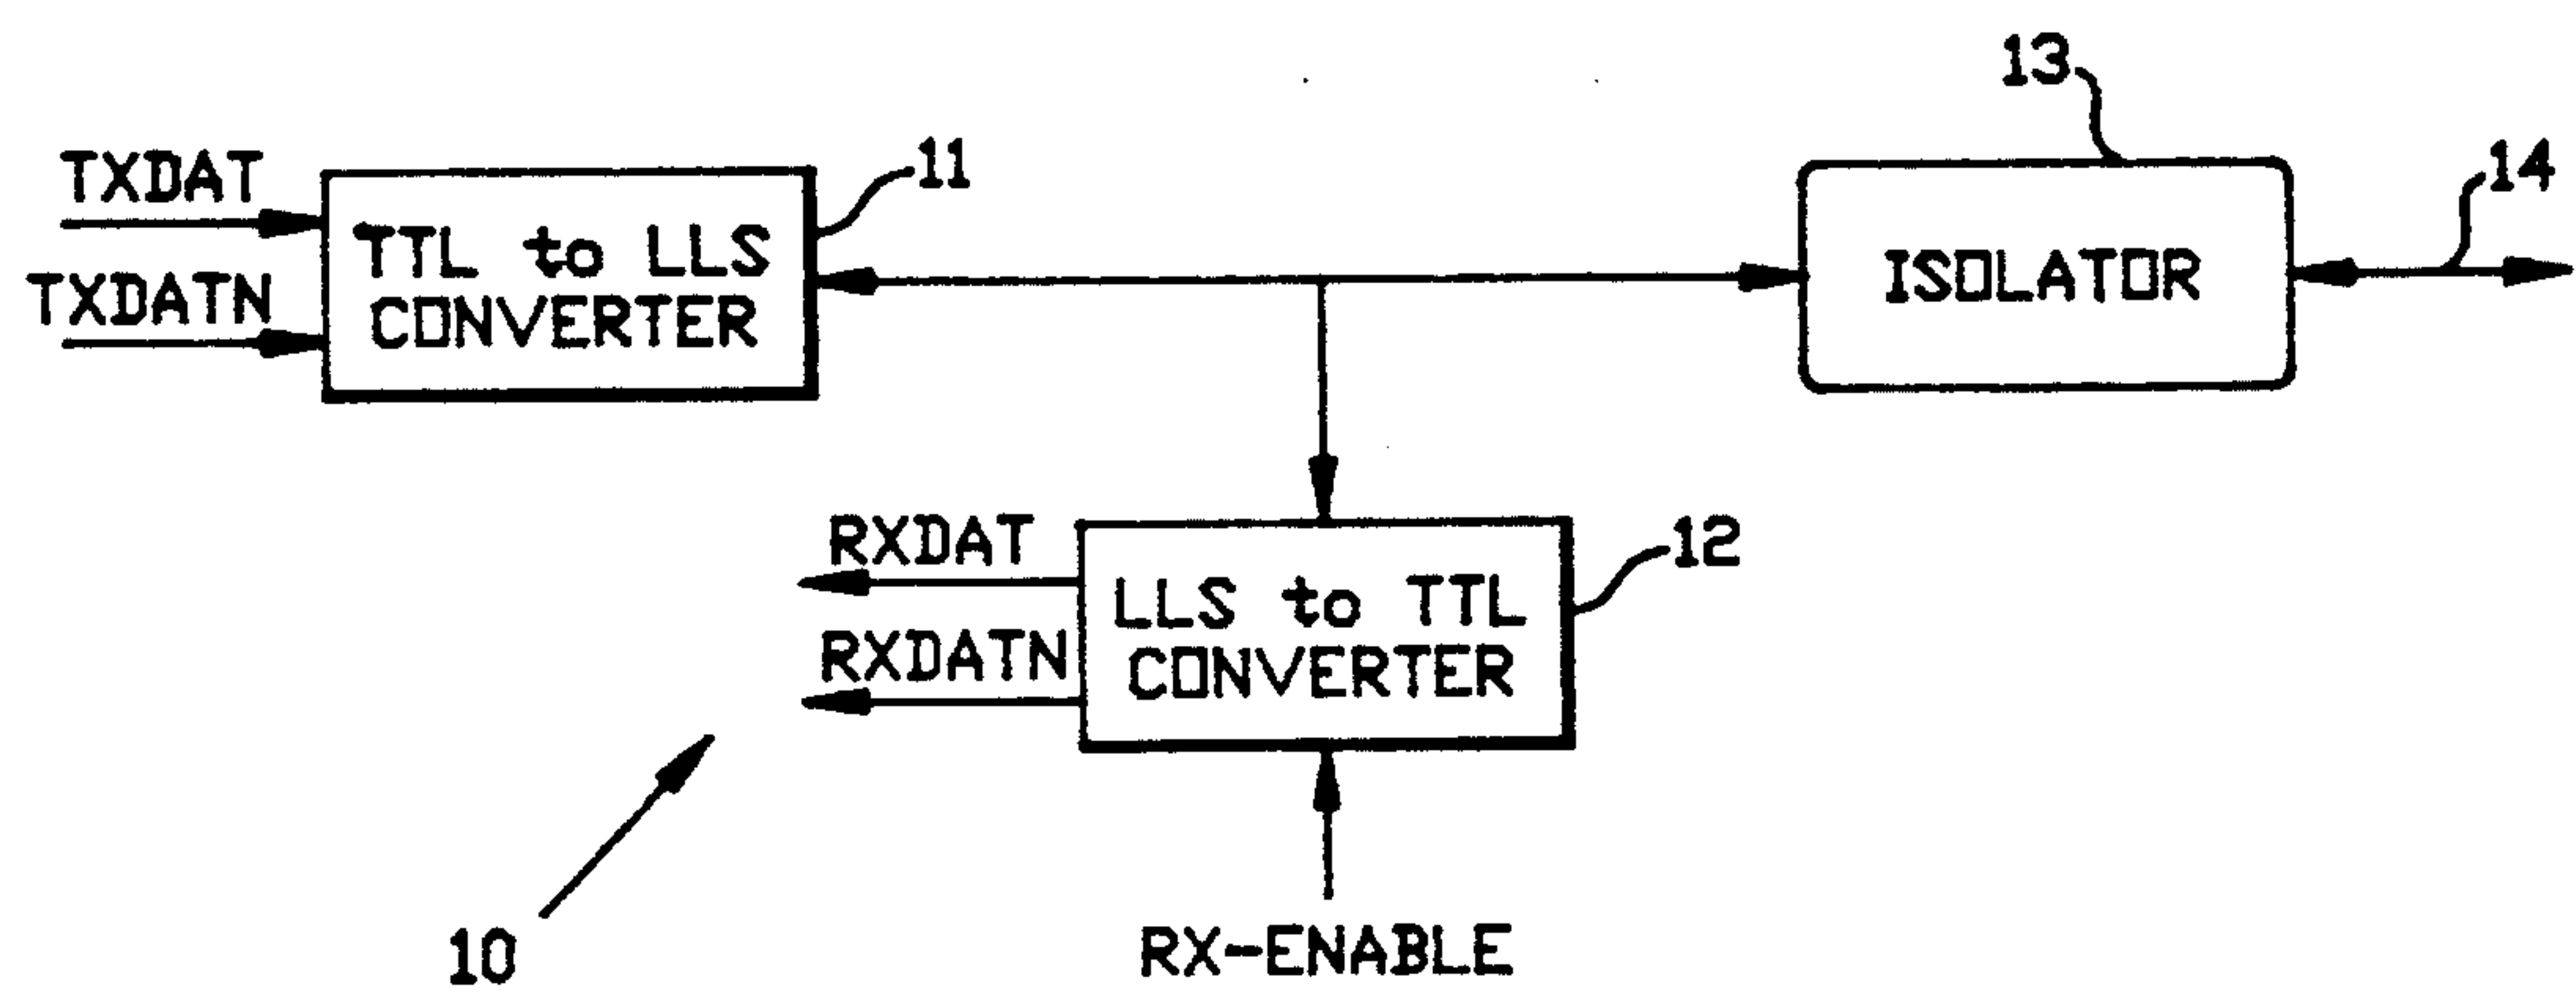 13
14
11
TXDAT
TTL to LLS
CONVERTER
TXDATN
ISOLATOR
12
RXDAT
LLS to TTL
CONVERTER
RXDATN
10
RX-ENABLE